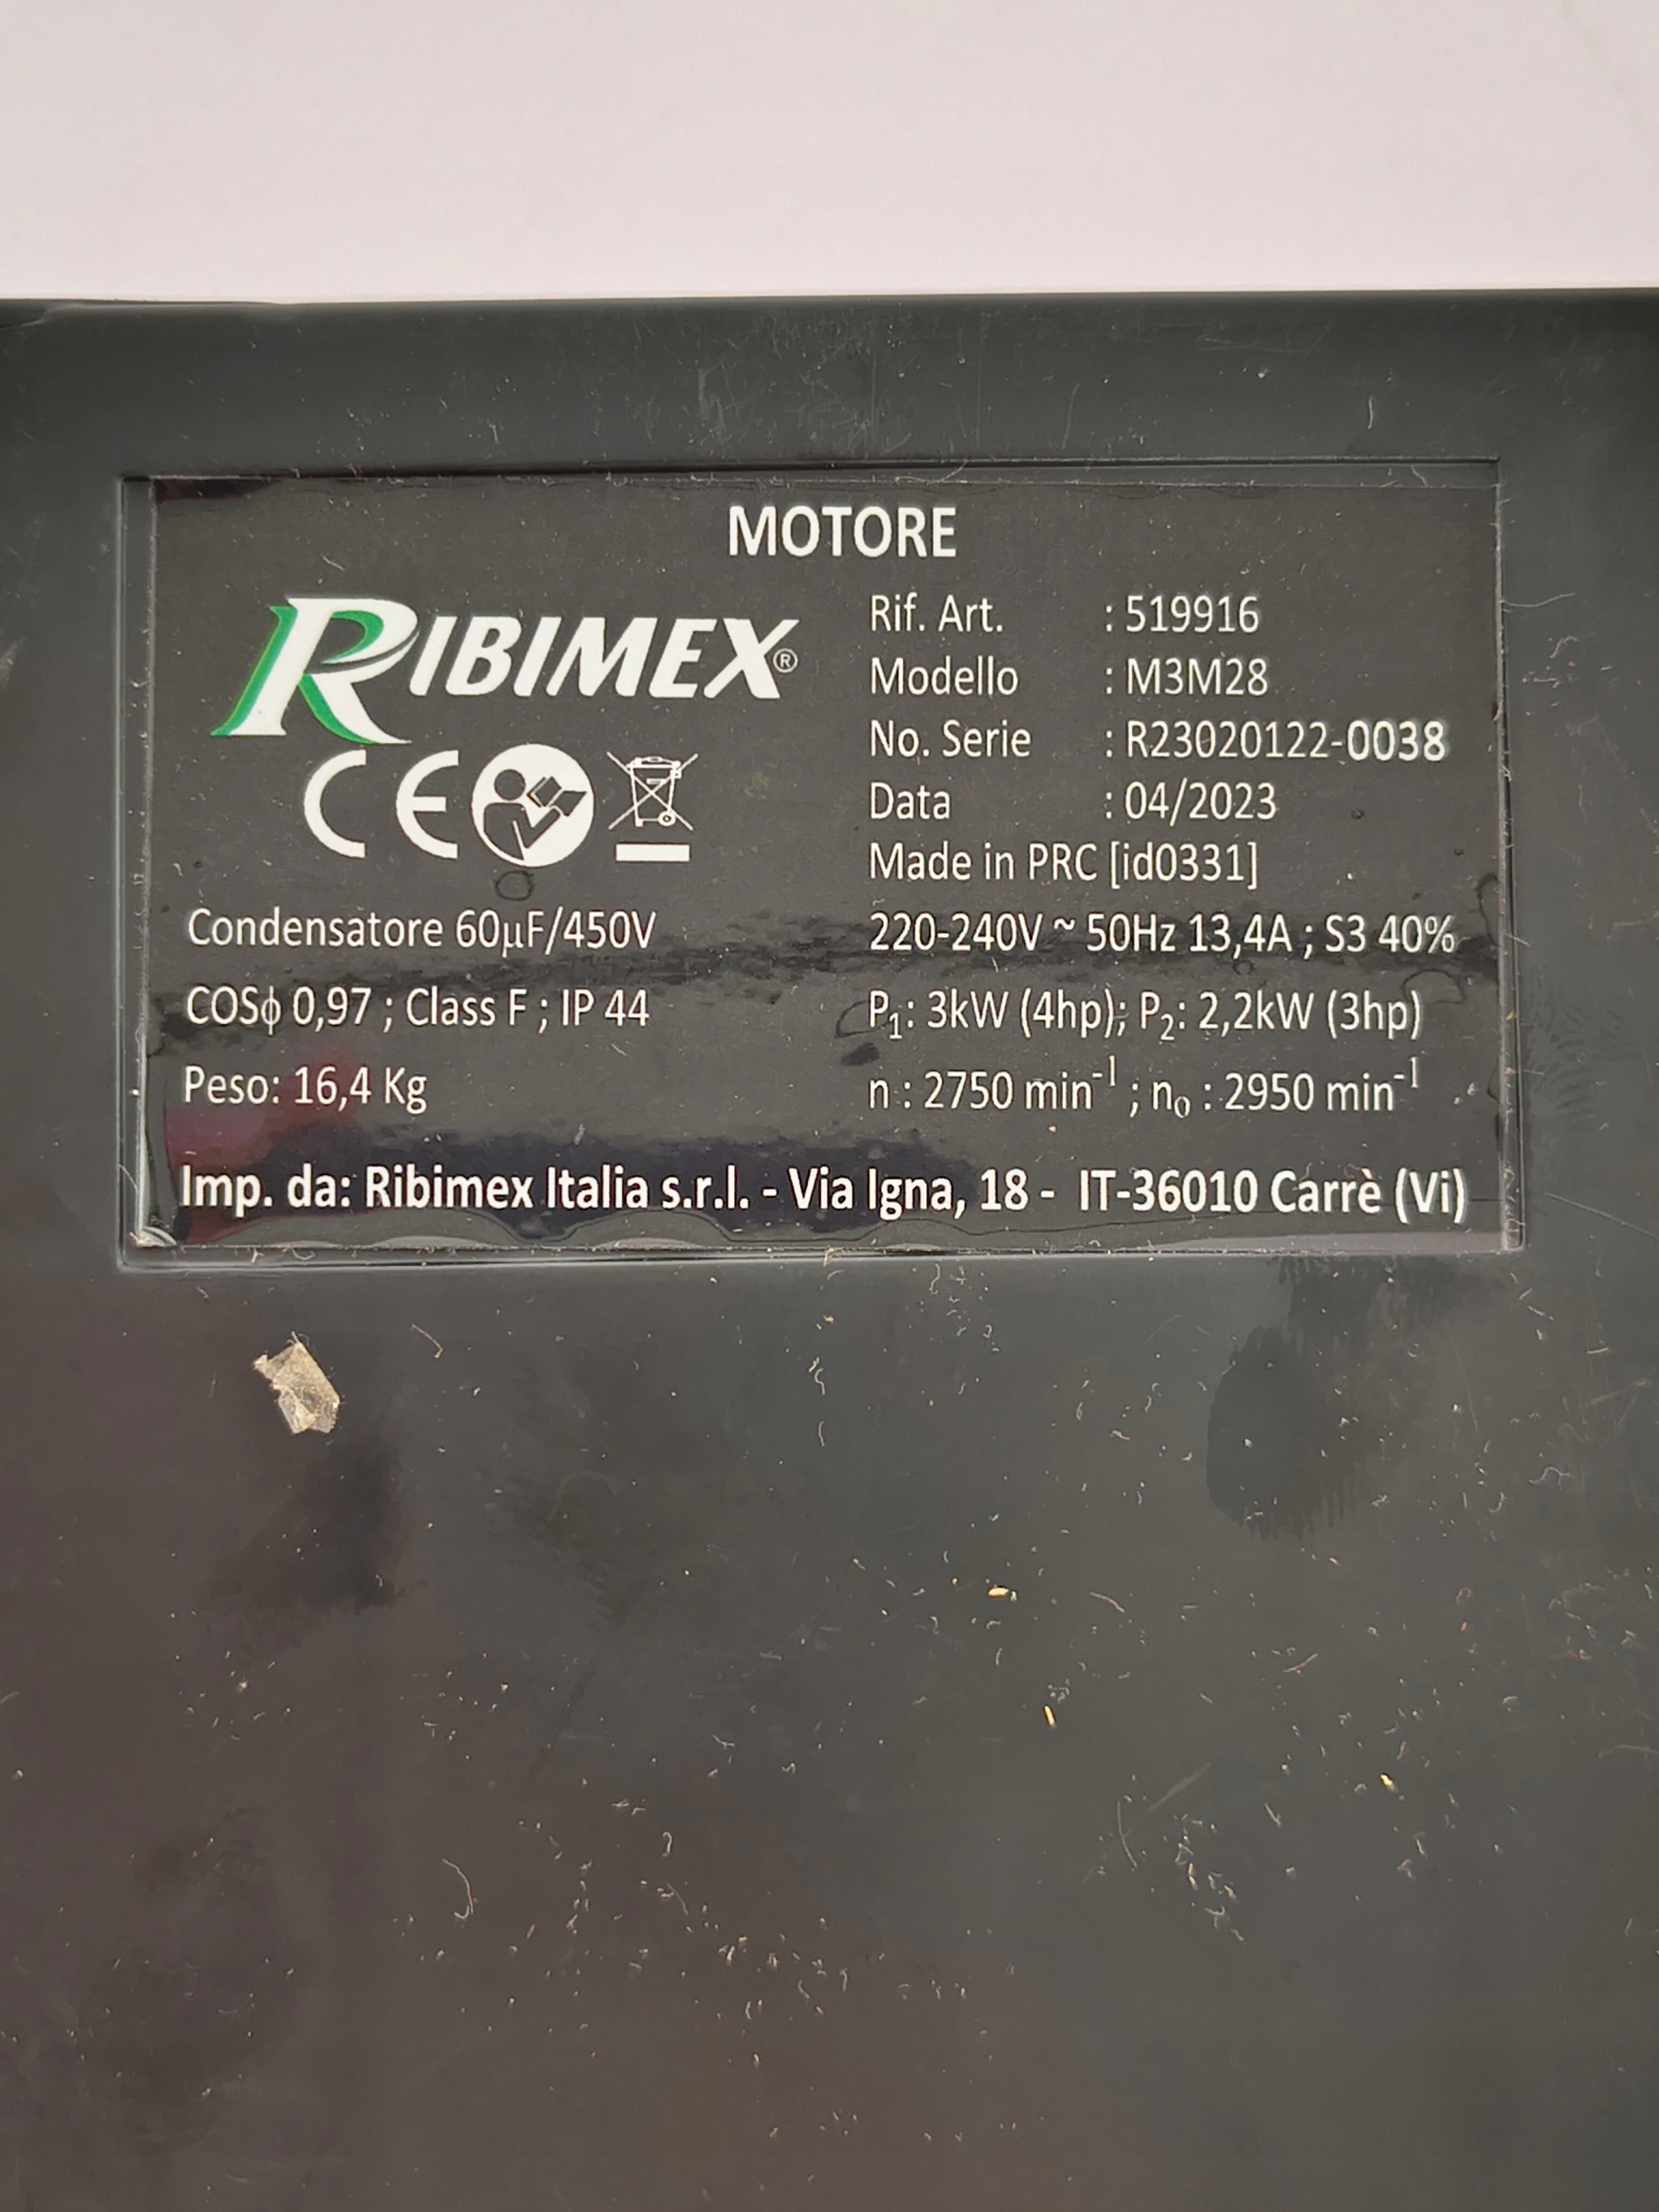 MOTORE
RIBIMEX®
CE
Rif. Art. : 519916
Modello : M3M28
No. Serie : R23020122-0038
Data : 04/2023
Made in PRC [id0331]
Condensatore 60µF/450V
220-240V ~ 50Hz 13,4A ; S3 40%
COSɸ 0,97 ; Class F ; IP 44
P₁: 3kW (4hp); P₂: 2,2kW (3hp)
Peso: 16,4 Kg
n : 2750 min⁻¹ ; n₀ : 2950 min⁻¹
Imp. da: Ribimex Italia s.r.l. - Via Igna, 18 - IT-36010 Carrè (Vi)